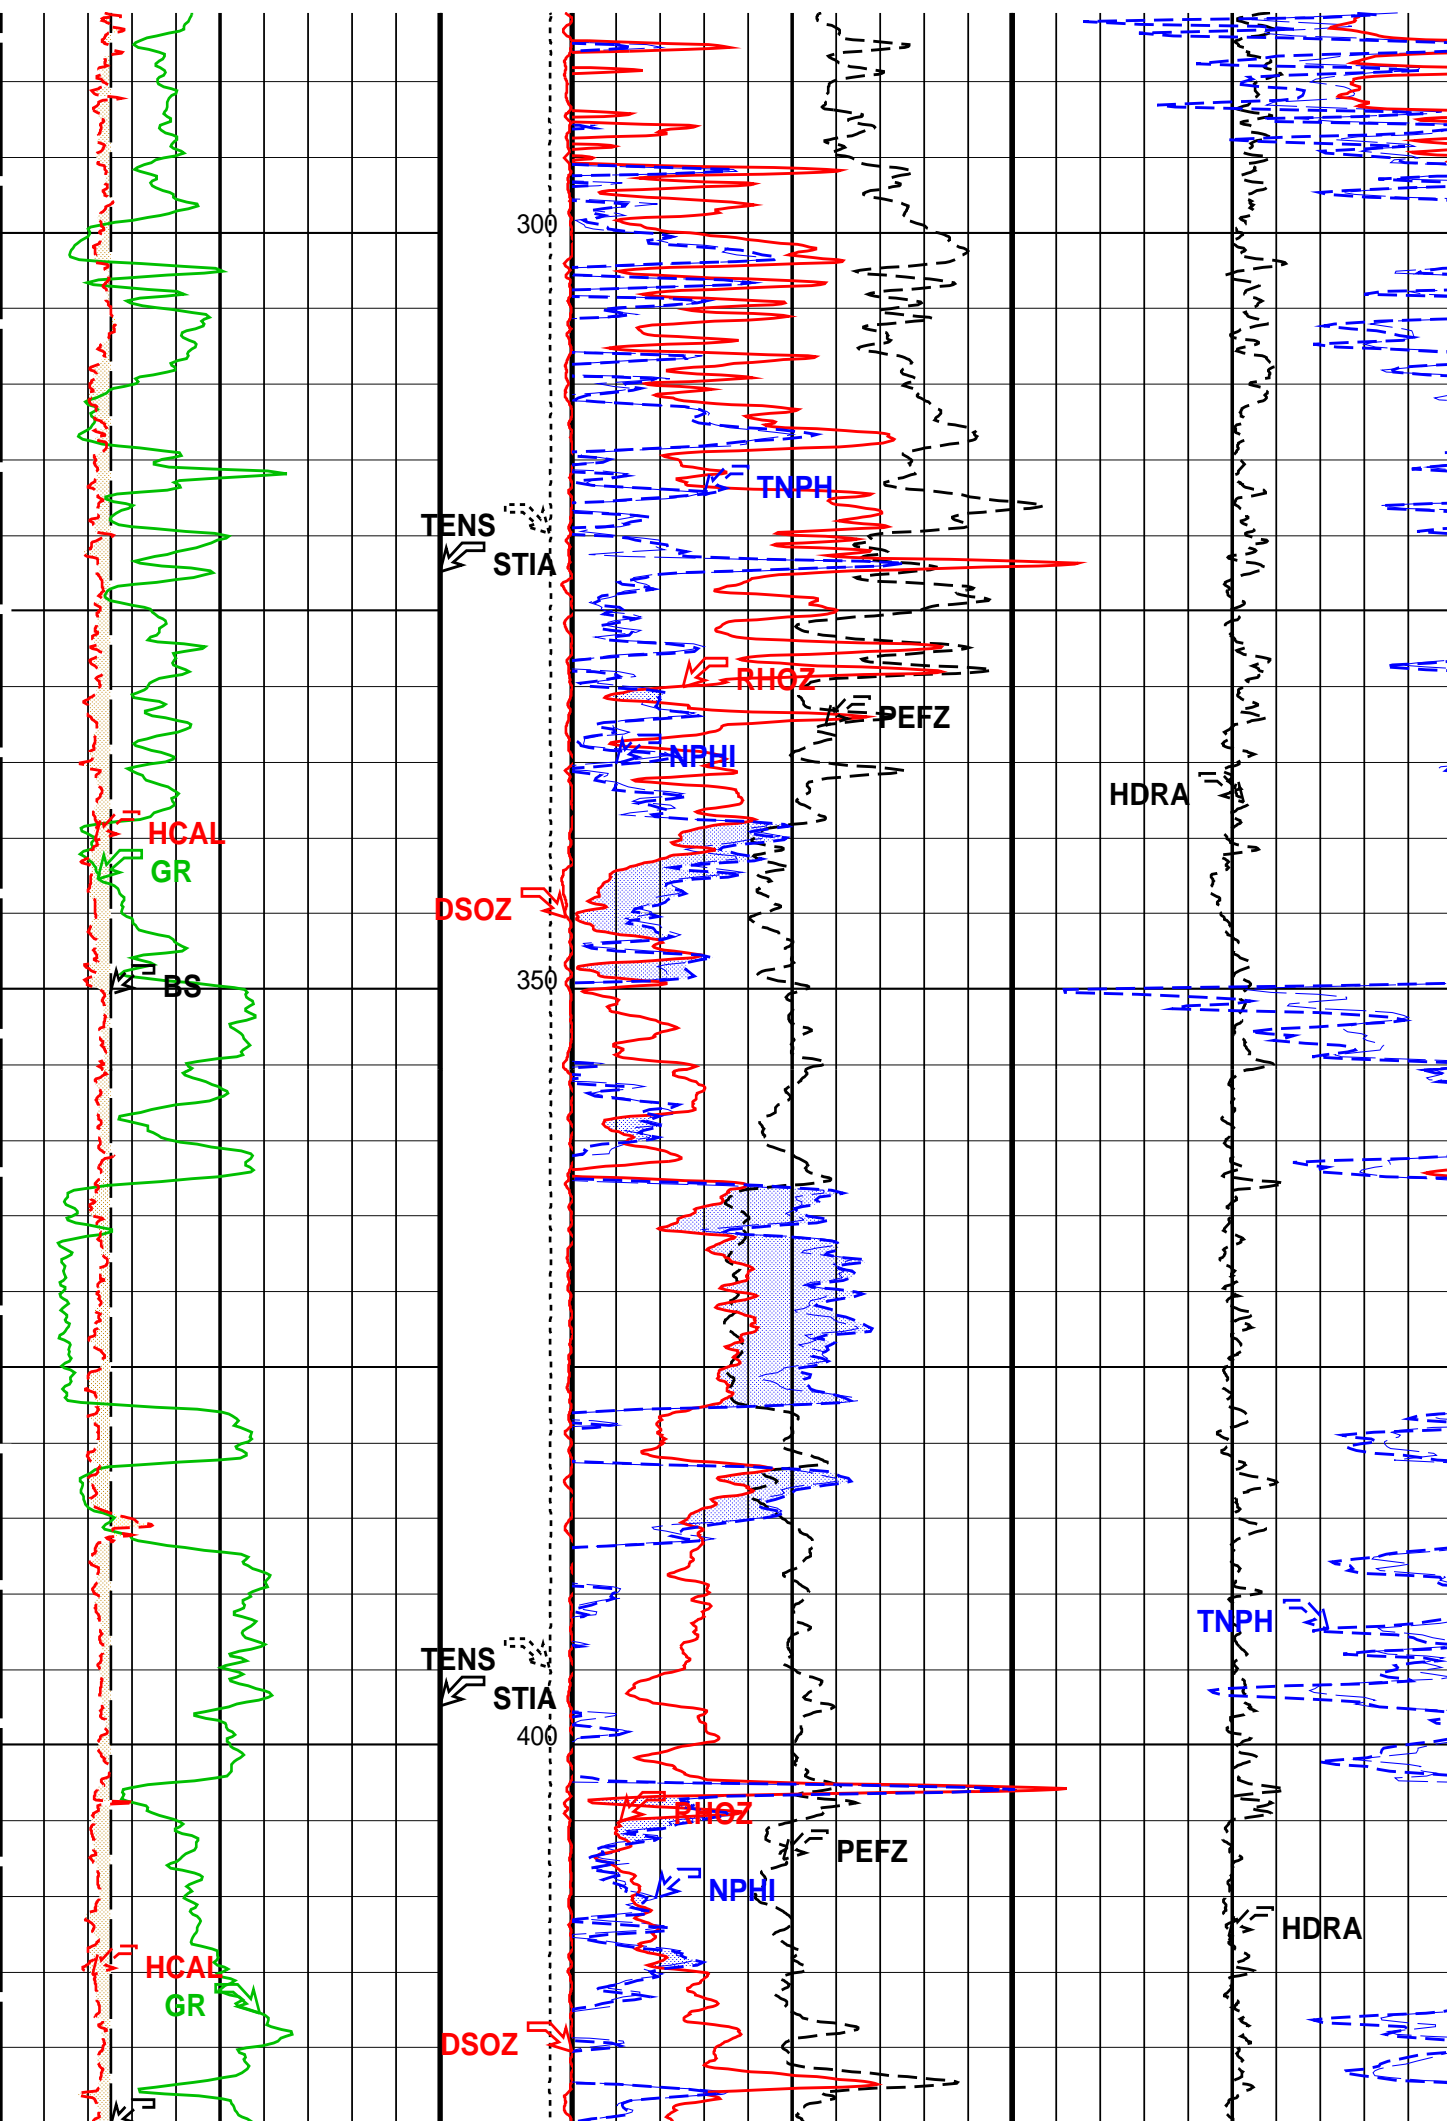 300
TNPH
TENS
STIA
RHOZ
PEFZ
NPHI
HDRA
HCAL
GR
DSOZ
BS
350
TNPH
TENS
STIA
400
RHOZ
PEFZ
NPHI
HDRA
HCAL
GR
DSOZ